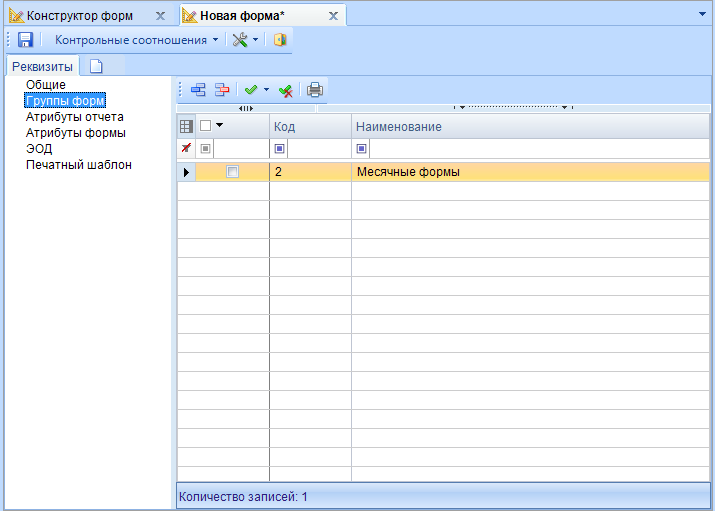 Конструктор форм
Новая форма*
Контрольные соотношения
Реквизиты
Общие
Группы форм
Атрибуты отчета
Атрибуты формы
ЭОД
Печатный шаблон
Код
Наименование
2
Месячные формы
Количество записей: 1